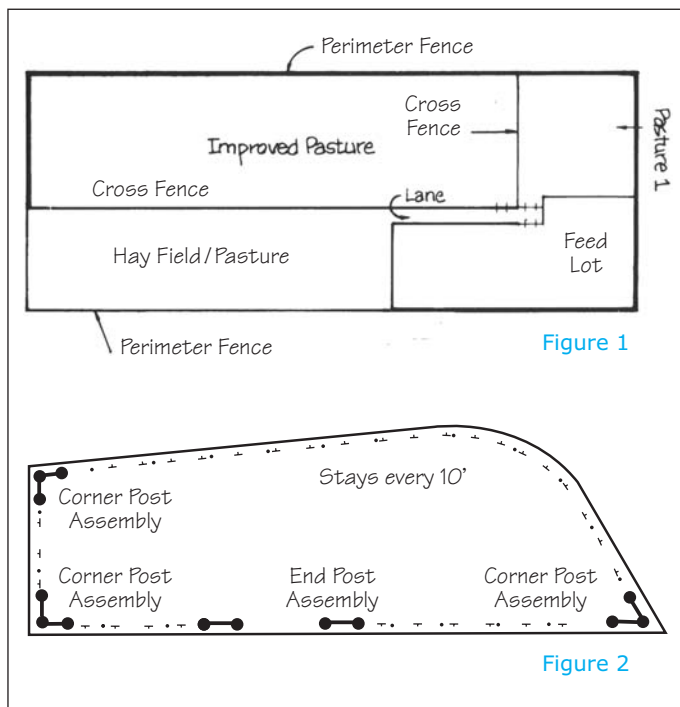 Perimeter Fence
Cross
Fence
Pasture 1
Improved Pasture
Cross Fence
Lane
Hay Field/Pasture
Feed
Lot
Perimeter Fence
Figure 1
Stays every 10’
Corner Post
Assembly
Corner Post
Assembly
End Post
Assembly
Corner Post
Assembly
Figure 2